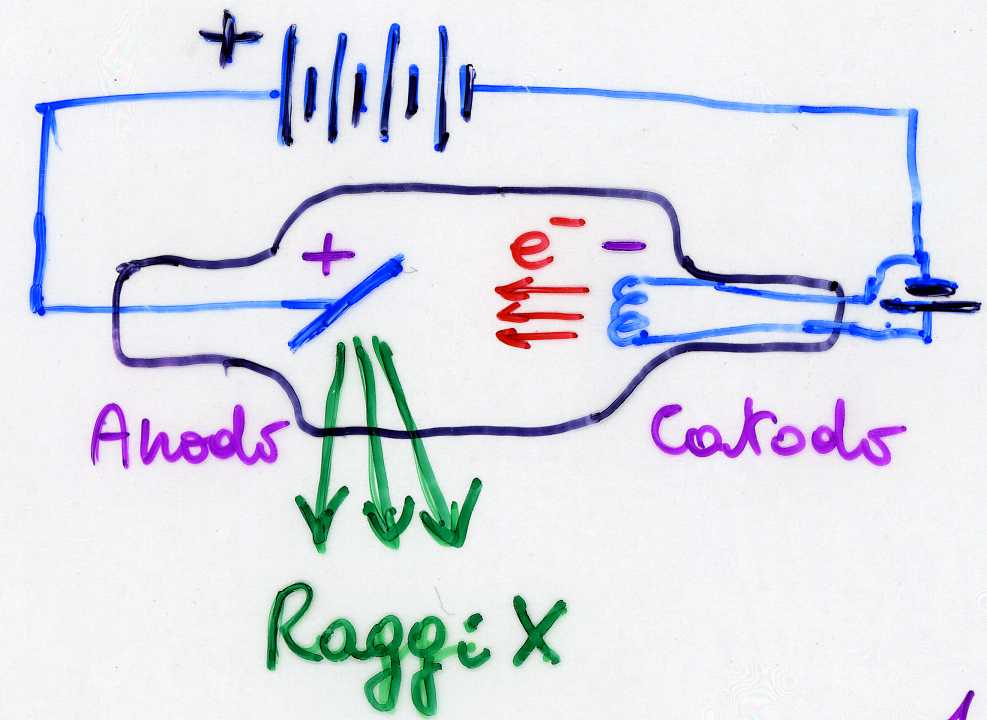 +
+
e⁻ −
Anodo
Catodo
Raggi X